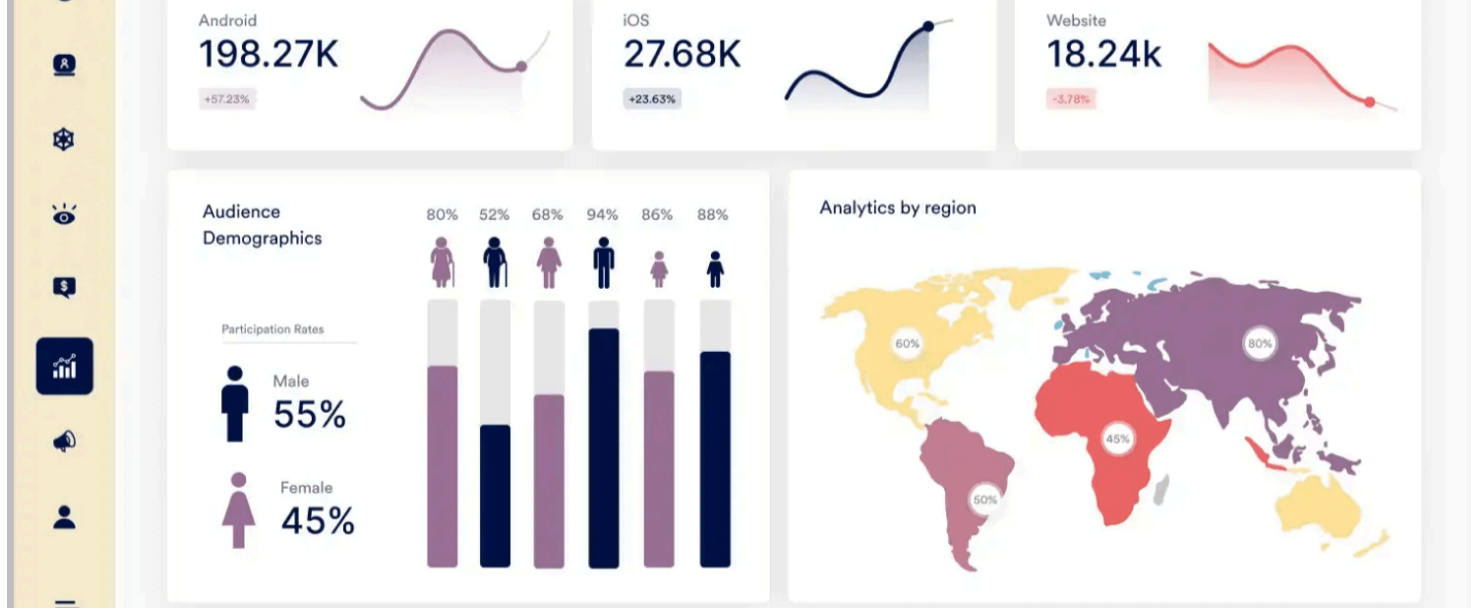 Android
198.27K
+57.23%
iOS
27.68K
+23.63%
Website
18.24k
-3.78%
Audience
Demographics
80% 52% 68% 94% 86% 88%
Participation Rates
Male
55%
Female
45%
Analytics by region
60%
80%
45%
50%
$